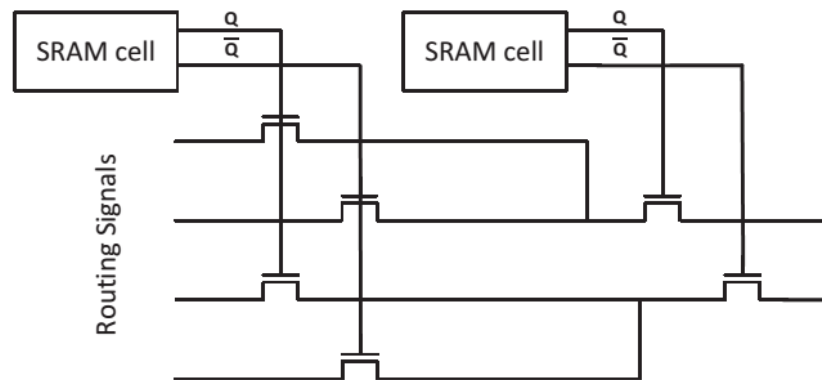 SRAM cell
Q
Q̅
SRAM cell
Q
Q̅
Routing Signals